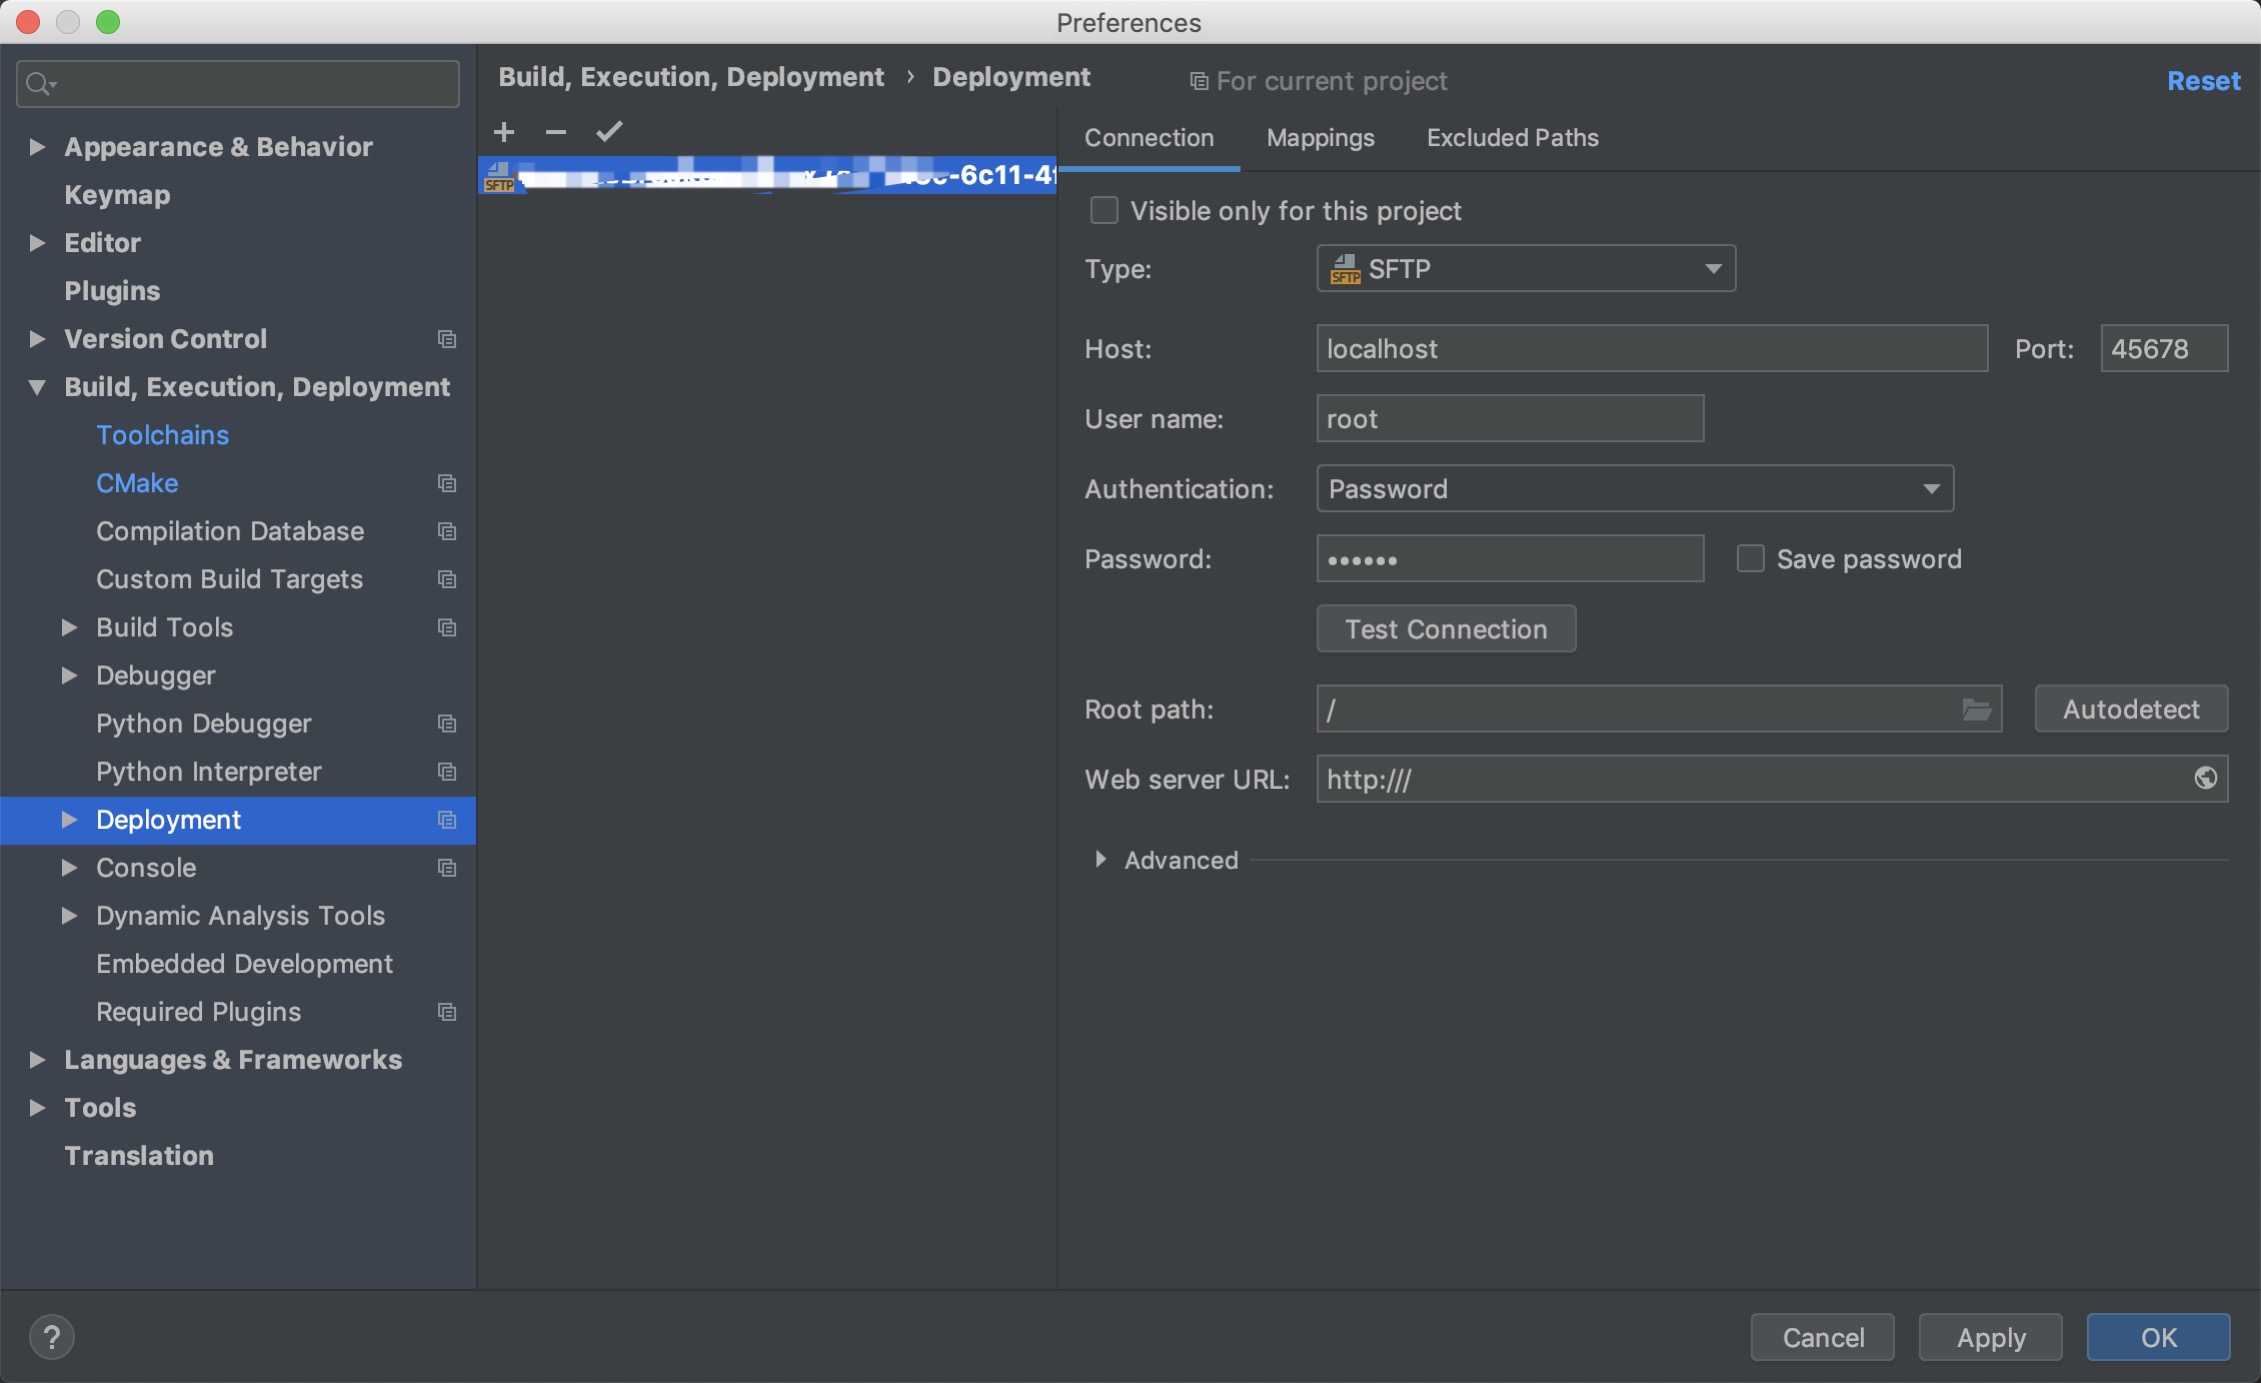 Preferences
Appearance & Behavior
Keymap
Editor
Plugins
Version Control
Build, Execution, Deployment
Toolchains
CMake
Compilation Database
Custom Build Targets
Build Tools
Debugger
Python Debugger
Python Interpreter
Deployment
Console
Dynamic Analysis Tools
Embedded Development
Required Plugins
Languages & Frameworks
Tools
Translation
Build, Execution, Deployment › Deployment
For current project
Reset
SFTP
-6c11-4f
Connection Mappings Excluded Paths
Visible only for this project
Type: SFTP SFTP
Host: localhost Port: 45678
User name: root
Authentication: Password
Password: •••••• Save password
Test Connection
Root path: / Autodetect
Web server URL: http:///
Advanced
?
Cancel Apply OK